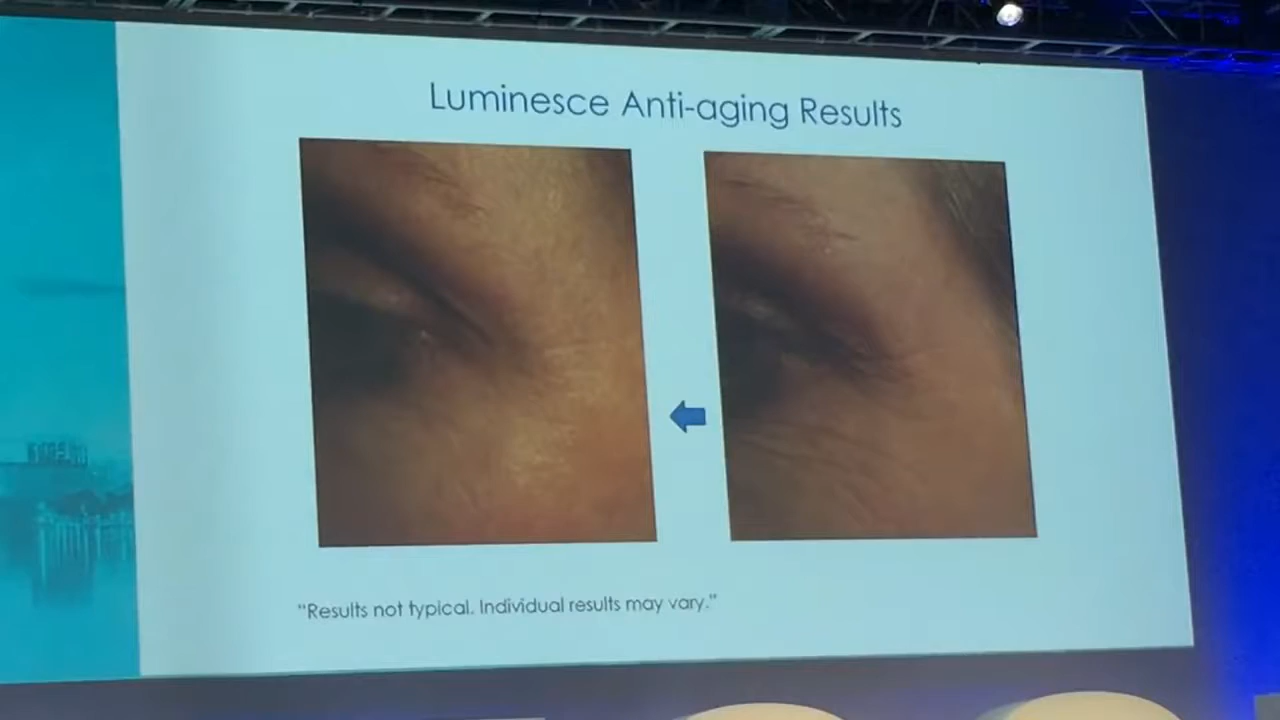 Luminesce Anti-aging Results
"Results not typical. Individual results may vary."